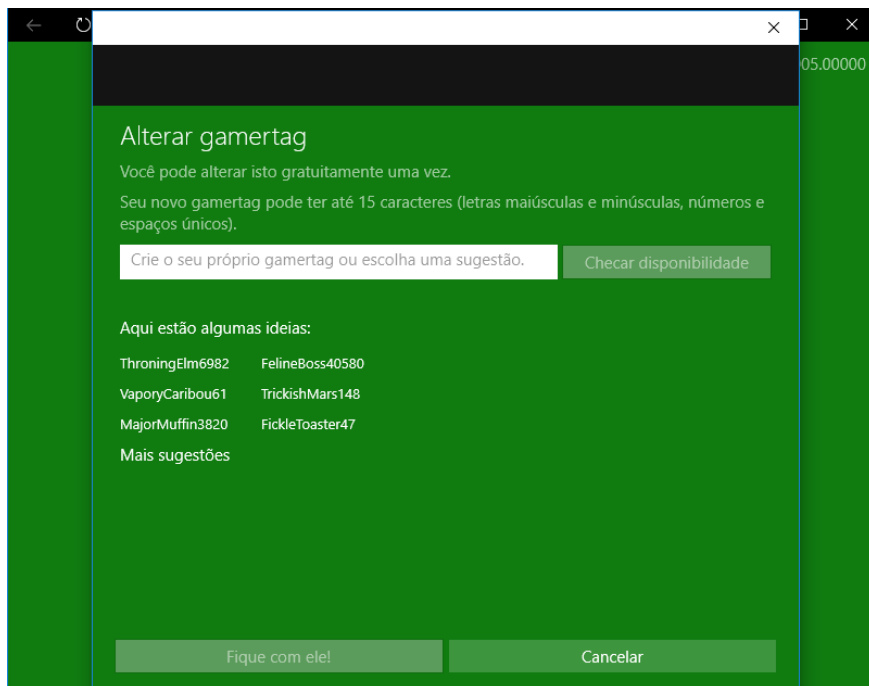 05.00000
Alterar gamertag
Você pode alterar isto gratuitamente uma vez.
Seu novo gamertag pode ter até 15 caracteres (letras maiúsculas e minúsculas, números e
espaços únicos).
Crie o seu próprio gamertag ou escolha uma sugestão.
Checar disponibilidade
Aqui estão algumas ideias:
ThroningElm6982 FelineBoss40580
VaporyCaribou61 TrickishMars148
MajorMuffin3820 FickleToaster47
Mais sugestões
Fique com ele! Cancelar